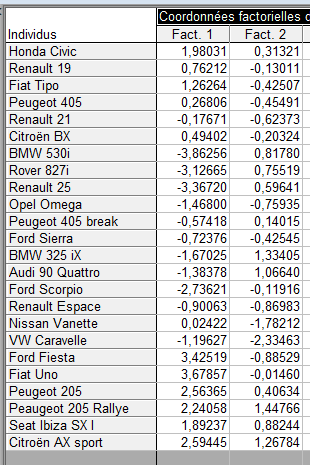 Coordonnées factorielles
Individus Fact. 1 Fact. 2
Honda Civic 1,98031 0,31321
Renault 19 0,76212 -0,13011
Fiat Tipo 1,26264 -0,42507
Peugeot 405 0,26806 -0,45491
Renault 21 -0,17671 -0,62373
Citroën BX 0,49402 -0,20324
BMW 530i -3,86256 0,81780
Rover 827i -3,12665 0,75519
Renault 25 -3,36720 0,59641
Opel Omega -1,46800 -0,75935
Peugeot 405 break -0,57418 0,14015
Ford Sierra -0,72376 -0,42545
BMW 325 iX -1,67025 1,33405
Audi 90 Quattro -1,38378 1,06640
Ford Scorpio -2,73621 -0,11916
Renault Espace -0,90063 -0,86983
Nissan Vanette 0,02422 -1,78212
VW Caravelle -1,19627 -2,33463
Ford Fiesta 3,42519 -0,88529
Fiat Uno 3,67857 -0,01460
Peugeot 205 2,56365 0,40634
Peaugeot 205 Rallye 2,24058 1,44766
Seat Ibiza SX I 1,89237 0,88244
Citroën AX sport 2,59445 1,26784